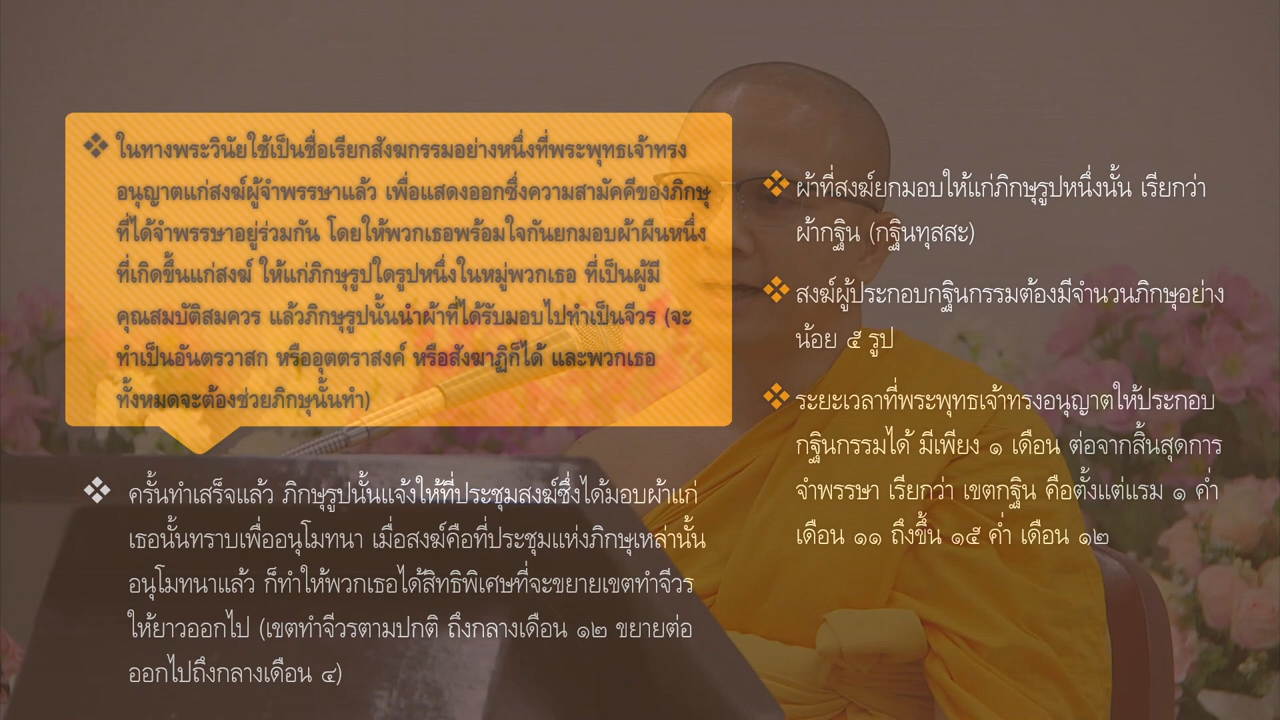 ❖ ในทางพระวินัยใช้เป็นชื่อเรียกสังฆกรรมอย่างหนึ่งที่พระพุทธเจ้าทรง
อนุญาตแก่สงฆ์ผู้จำพรรษาแล้ว เพื่อแสดงออกซึ่งความสามัคคีของภิกษุ
ที่ได้จำพรรษาอยู่ร่วมกัน โดยให้พวกเธอพร้อมใจกันยกมอบผ้าผืนหนึ่ง
ที่เกิดขึ้นแก่สงฆ์ ให้แก่ภิกษุรูปใดรูปหนึ่งในหมู่พวกเธอ ที่เป็นผู้มี
คุณสมบัติสมควร แล้วภิกษุรูปนั้นนำผ้าที่ได้รับมอบไปทำเป็นจีวร (จะ
ทำเป็นอันตรวาสก หรืออุตตราสงค์ หรือสังฆาฏิก็ได้ และพวกเธอ
ทั้งหมดจะต้องช่วยภิกษุนั้นทำ)
❖ ครั้นทำเสร็จแล้ว ภิกษุรูปนั้นแจ้งให้ที่ประชุมสงฆ์ซึ่งได้มอบผ้าแก่
เธอนั้นทราบเพื่ออนุโมทนา เมื่อสงฆ์คือที่ประชุมแห่งภิกษุเหล่านั้น
อนุโมทนาแล้ว ก็ทำให้พวกเธอได้สิทธิพิเศษที่จะขยายเขตทำจีวร
ให้ยาวออกไป (เขตทำจีวรตามปกติ ถึงกลางเดือน ๑๒ ขยายต่อ
ออกไปถึงกลางเดือน ๔)
❖ ผ้าที่สงฆ์ยกมอบให้แก่ภิกษุรูปหนึ่งนั้น เรียกว่า
ผ้ากฐิน (กฐินทุสสะ)
❖ สงฆ์ผู้ประกอบกฐินกรรมต้องมีจำนวนภิกษุอย่าง
น้อย ๕ รูป
❖ ระยะเวลาที่พระพุทธเจ้าทรงอนุญาตให้ประกอบ
กฐินกรรมได้ มีเพียง ๑ เดือน ต่อจากสิ้นสุดการ
จำพรรษา เรียกว่า เขตกฐิน คือตั้งแต่แรม ๑ ค่ำ
เดือน ๑๑ ถึงขึ้น ๑๕ ค่ำ เดือน ๑๒